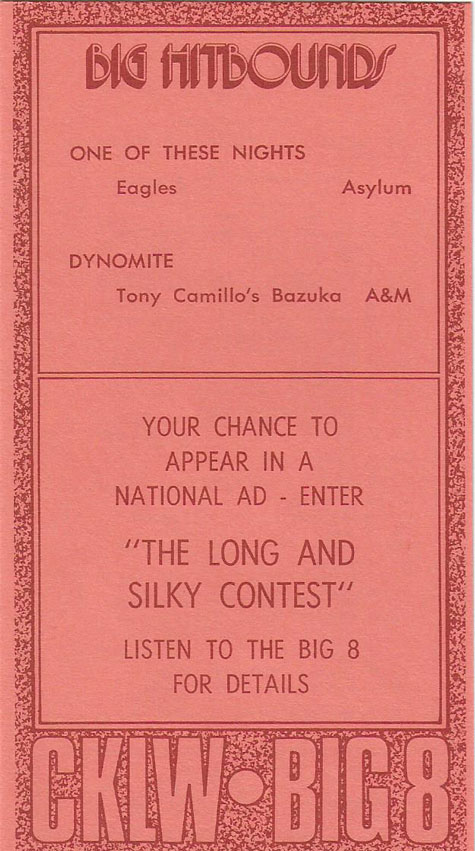 BIG HITBOUNDS
ONE OF THESE NIGHTS
Eagles Asylum
DYNOMITE
Tony Camillo's Bazuka A&M
YOUR CHANCE TO
APPEAR IN A
NATIONAL AD - ENTER
"THE LONG AND
SILKY CONTEST"
LISTEN TO THE BIG 8
FOR DETAILS
CKLW • BIG 8